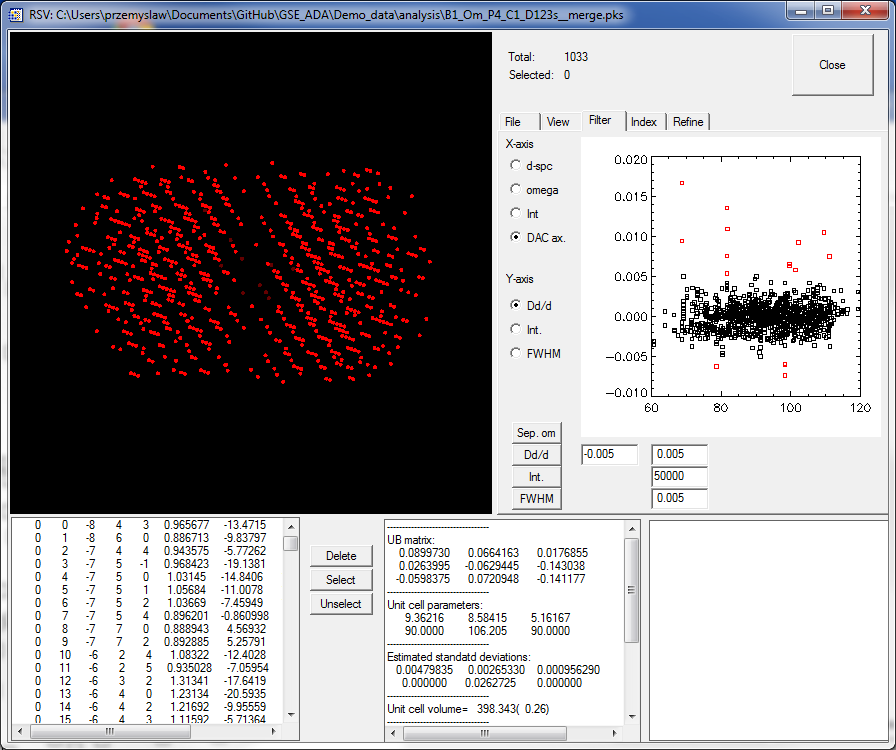 RSV: C:\Users\przemyslaw\Documents\GitHub\GSE_ADA\Demo_data\analysis\B1_Om_P4_C1_D123s__merge.pks
Total: 1033
Selected: 0
Close
File View Filter Index Refine
X-axis
d-spc
omega
Int
DAC ax.
Y-axis
Dd/d
Int.
FWHM
0.020
0.015
0.010
0.005
0.000
-0.005
-0.010
60 80 100 120
Sep. om
Dd/d -0.005 0.005
Int. 50000
FWHM 0.005
0 0 -8 4 3 0.965677 -13.4715
0 1 -8 6 0 0.886713 -9.83797
0 2 -7 4 4 0.943575 -5.77262
0 3 -7 5 -1 0.968423 -19.1381
0 4 -7 5 0 1.03145 -14.8406
0 5 -7 5 1 1.05684 -11.0078
0 6 -7 5 2 1.03669 -7.45949
0 7 -7 5 4 0.896201 -0.860998
0 8 -7 7 0 0.888943 4.56932
0 9 -7 7 2 0.892885 5.25791
0 10 -6 2 4 1.08322 -12.4028
0 11 -6 2 5 0.935028 -7.05954
0 12 -6 3 2 1.31341 -17.6419
0 13 -6 4 0 1.23134 -20.5935
0 14 -6 4 2 1.21692 -9.95559
0 15 -6 4 3 1.11592 -5.71364
Delete
Select
Unselect
----------------------------------
UB matrix:
0.0899730 0.0664163 0.0176855
0.0263995 -0.0629445 -0.143038
-0.0598375 0.0720948 -0.141177
----------------------------------
Unit cell parameters:
9.36216 8.58415 5.16167
90.0000 106.205 90.0000
----------------------------------
Estimated standatd deviations:
0.00479835 0.00265330 0.000956290
0.000000 0.0262725 0.000000
----------------------------------
Unit cell volume= 398.343( 0.26)
----------------------------------